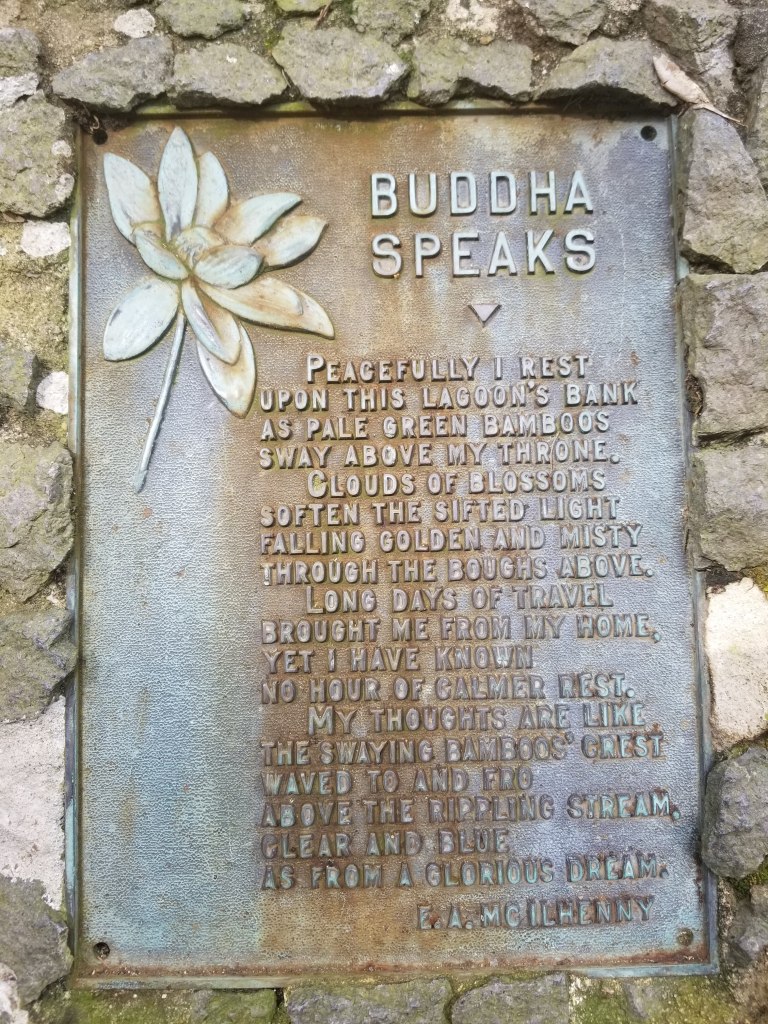 BUDDHA
SPEAKS
PEACEFULLY I REST
UPON THIS LAGOON'S BANK
AS PALE GREEN BAMBOOS
SWAY ABOVE MY THRONE.
CLOUDS OF BLOSSOMS
SOFTEN THE SIFTED LIGHT
FALLING GOLDEN AND MISTY
THROUGH THE BOUGHS ABOVE.
LONG DAYS OF TRAVEL
BROUGHT ME FROM MY HOME,
YET I HAVE KNOWN
NO HOUR OF CALMER REST.
MY THOUGHTS ARE LIKE
THE SWAYING BAMBOOS' CREST
WAVED TO AND FRO
ABOVE THE RIPPLING STREAM,
CLEAR AND BLUE
AS FROM A GLORIOUS DREAM.
E.A. MCILHENNY